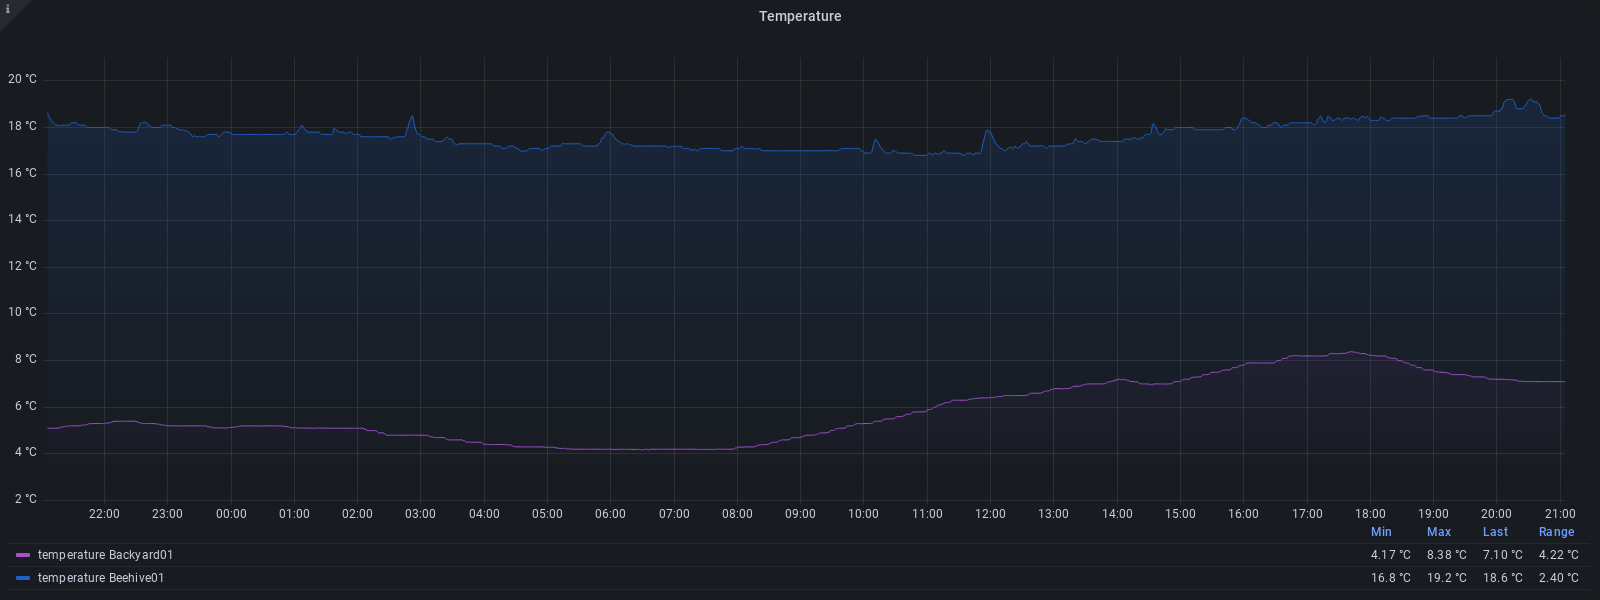 i
Temperature
20 °C
18 °C
16 °C
14 °C
12 °C
10 °C
8 °C
6 °C
4 °C
2 °C
22:00 23:00 00:00 01:00 02:00 03:00 04:00 05:00 06:00 07:00 08:00 09:00 10:00 11:00 12:00 13:00 14:00 15:00 16:00 17:00 18:00 19:00 20:00 21:00
Min Max Last Range
temperature Backyard01 4.17 °C 8.38 °C 7.10 °C 4.22 °C
temperature Beehive01 16.8 °C 19.2 °C 18.6 °C 2.40 °C